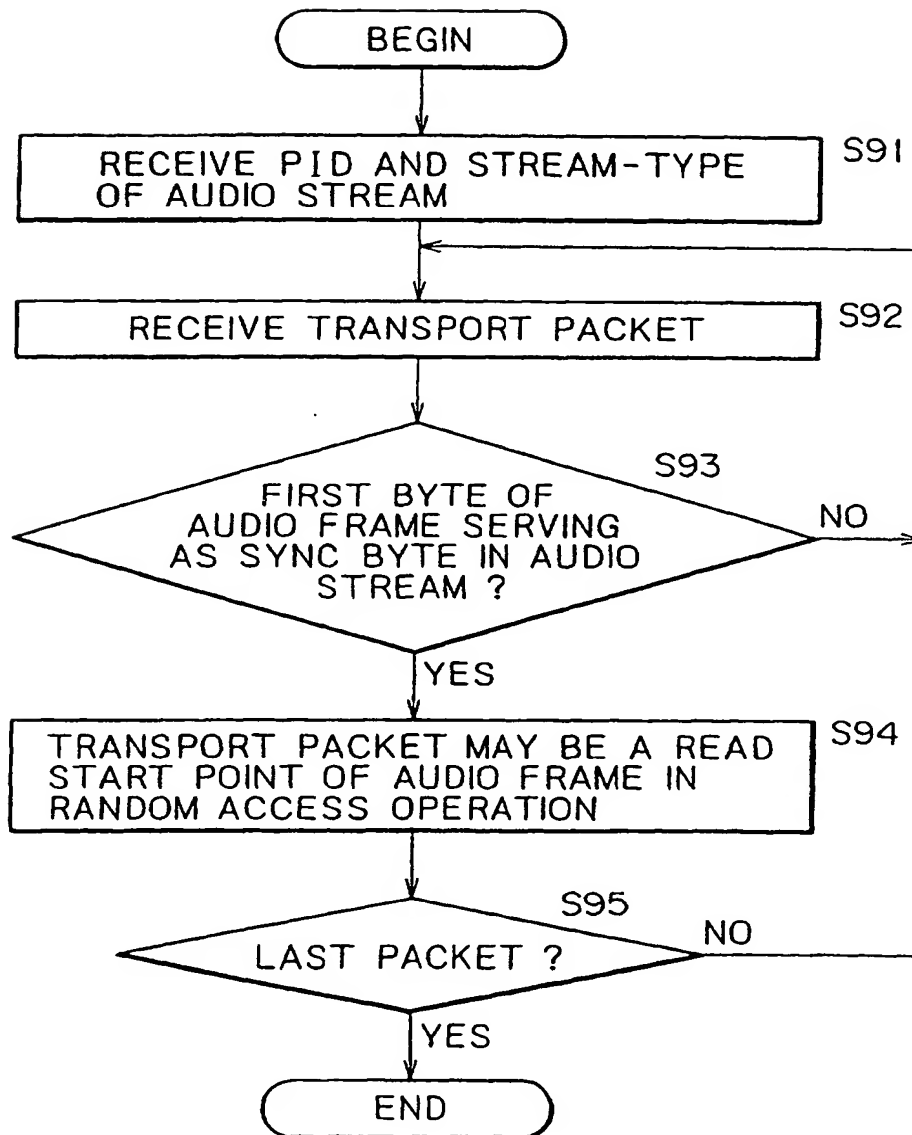 BEGIN
RECEIVE PID AND STREAM-TYPE
OF AUDIO STREAM
S91
RECEIVE TRANSPORT PACKET
S92
S93
FIRST BYTE OF
AUDIO FRAME SERVING
AS SYNC BYTE IN AUDIO
STREAM ?
NO
YES
TRANSPORT PACKET MAY BE A READ
START POINT OF AUDIO FRAME IN
RANDOM ACCESS OPERATION
S94
S95
LAST PACKET ?
NO
YES
END